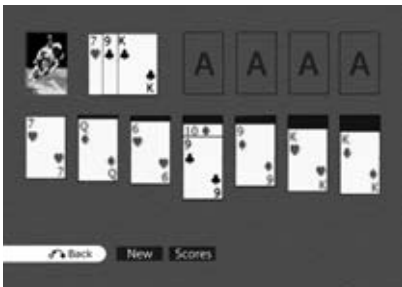 7 9 K A A A A
K
7 Q 6 10 9 K K
9
7 Q 6 9 9 K K
Back New Scores